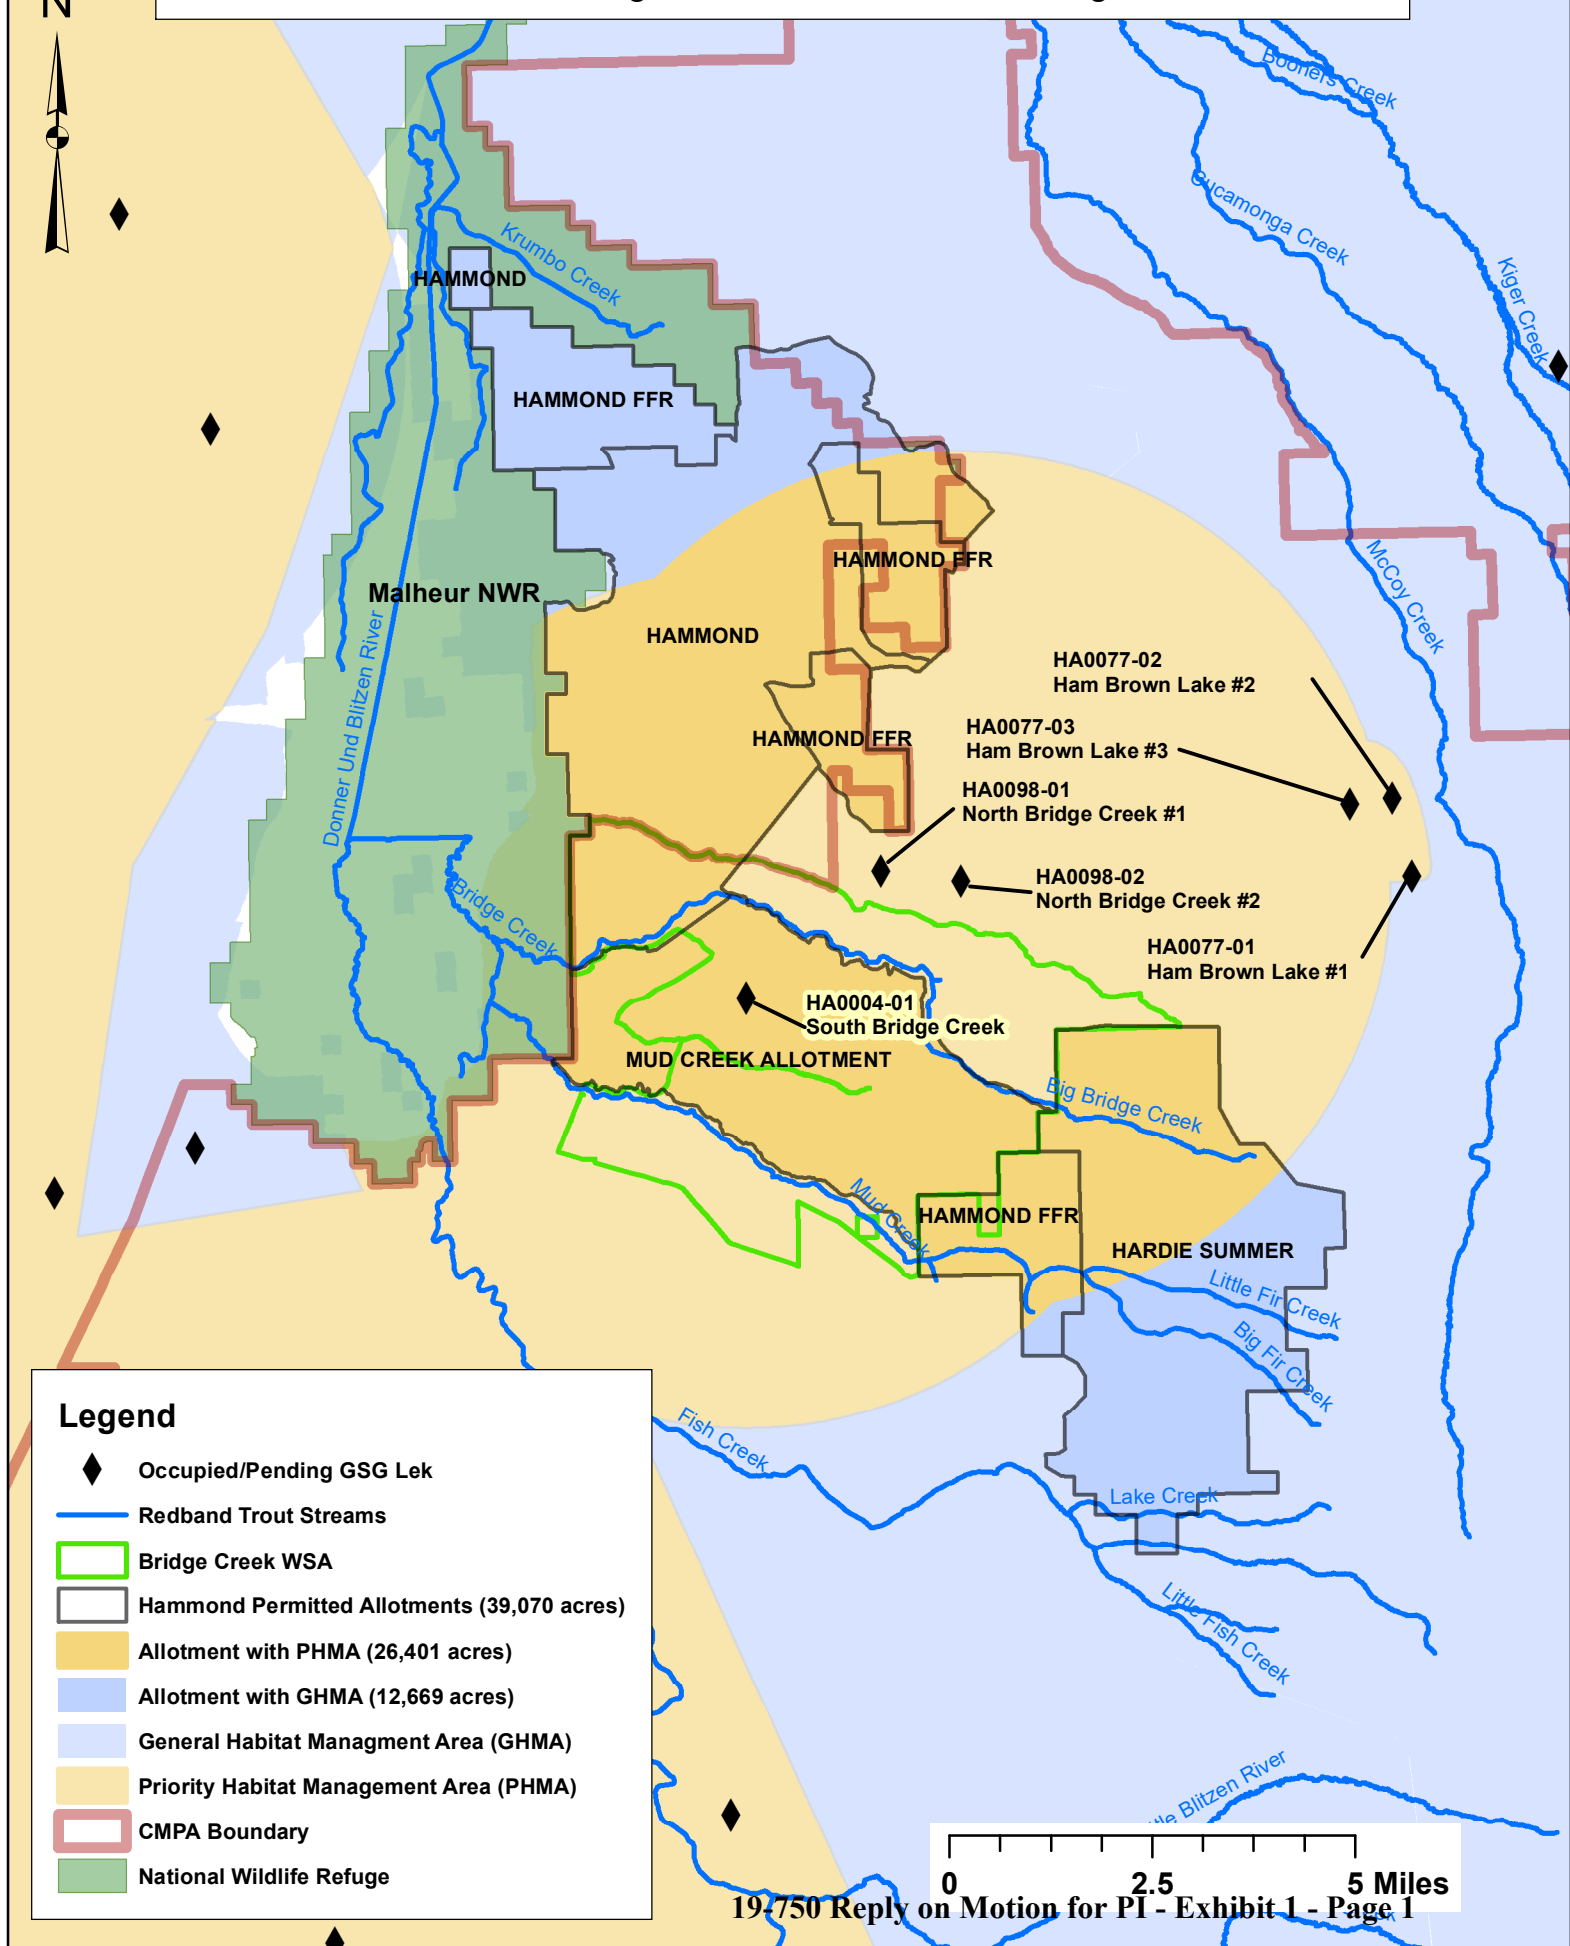 N
Booners Creek
Cucamonga Creek
Kiger Creek
Krumbo Creek
HAMMOND
HAMMOND FFR
HAMMOND FFR
Malheur NWR
HAMMOND
McCoy Creek
HA0077-02
Ham Brown Lake #2
HA0077-03
Ham Brown Lake #3
HAMMOND FFR
Donner Und Blitzen River
HA0098-01
North Bridge Creek #1
HA0098-02
North Bridge Creek #2
Bridge Creek
HA0077-01
Ham Brown Lake #1
HA0004-01
South Bridge Creek
MUD CREEK ALLOTMENT
Big Bridge Creek
Mud Creek
HAMMOND FFR
HARDIE SUMMER
Little Fir Creek
Big Fir Creek
Fish Creek
Lake Creek
Little Fish Creek
Blitzen River
Legend
Occupied/Pending GSG Lek
Redband Trout Streams
Bridge Creek WSA
Hammond Permitted Allotments (39,070 acres)
Allotment with PHMA (26,401 acres)
Allotment with GHMA (12,669 acres)
General Habitat Managment Area (GHMA)
Priority Habitat Management Area (PHMA)
CMPA Boundary
National Wildlife Refuge
0 2.5 5 Miles
19-750 Reply on Motion for PI - Exhibit 1 - Page 1